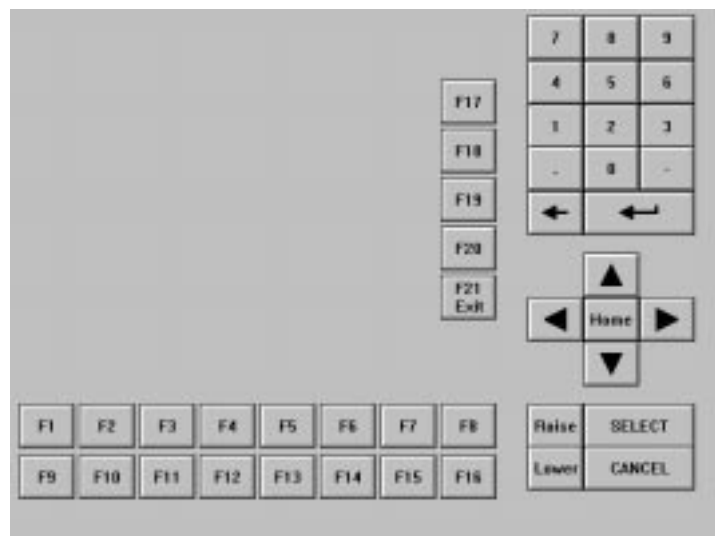 7 8 9
4 5 6
F17
1 2 3
F18
. 0 -
F19
F20
F21
Exit
Home
F1 F2 F3 F4 F5 F6 F7 F8 Raise SELECT
F9 F10 F11 F12 F13 F14 F15 F16 Lower CANCEL